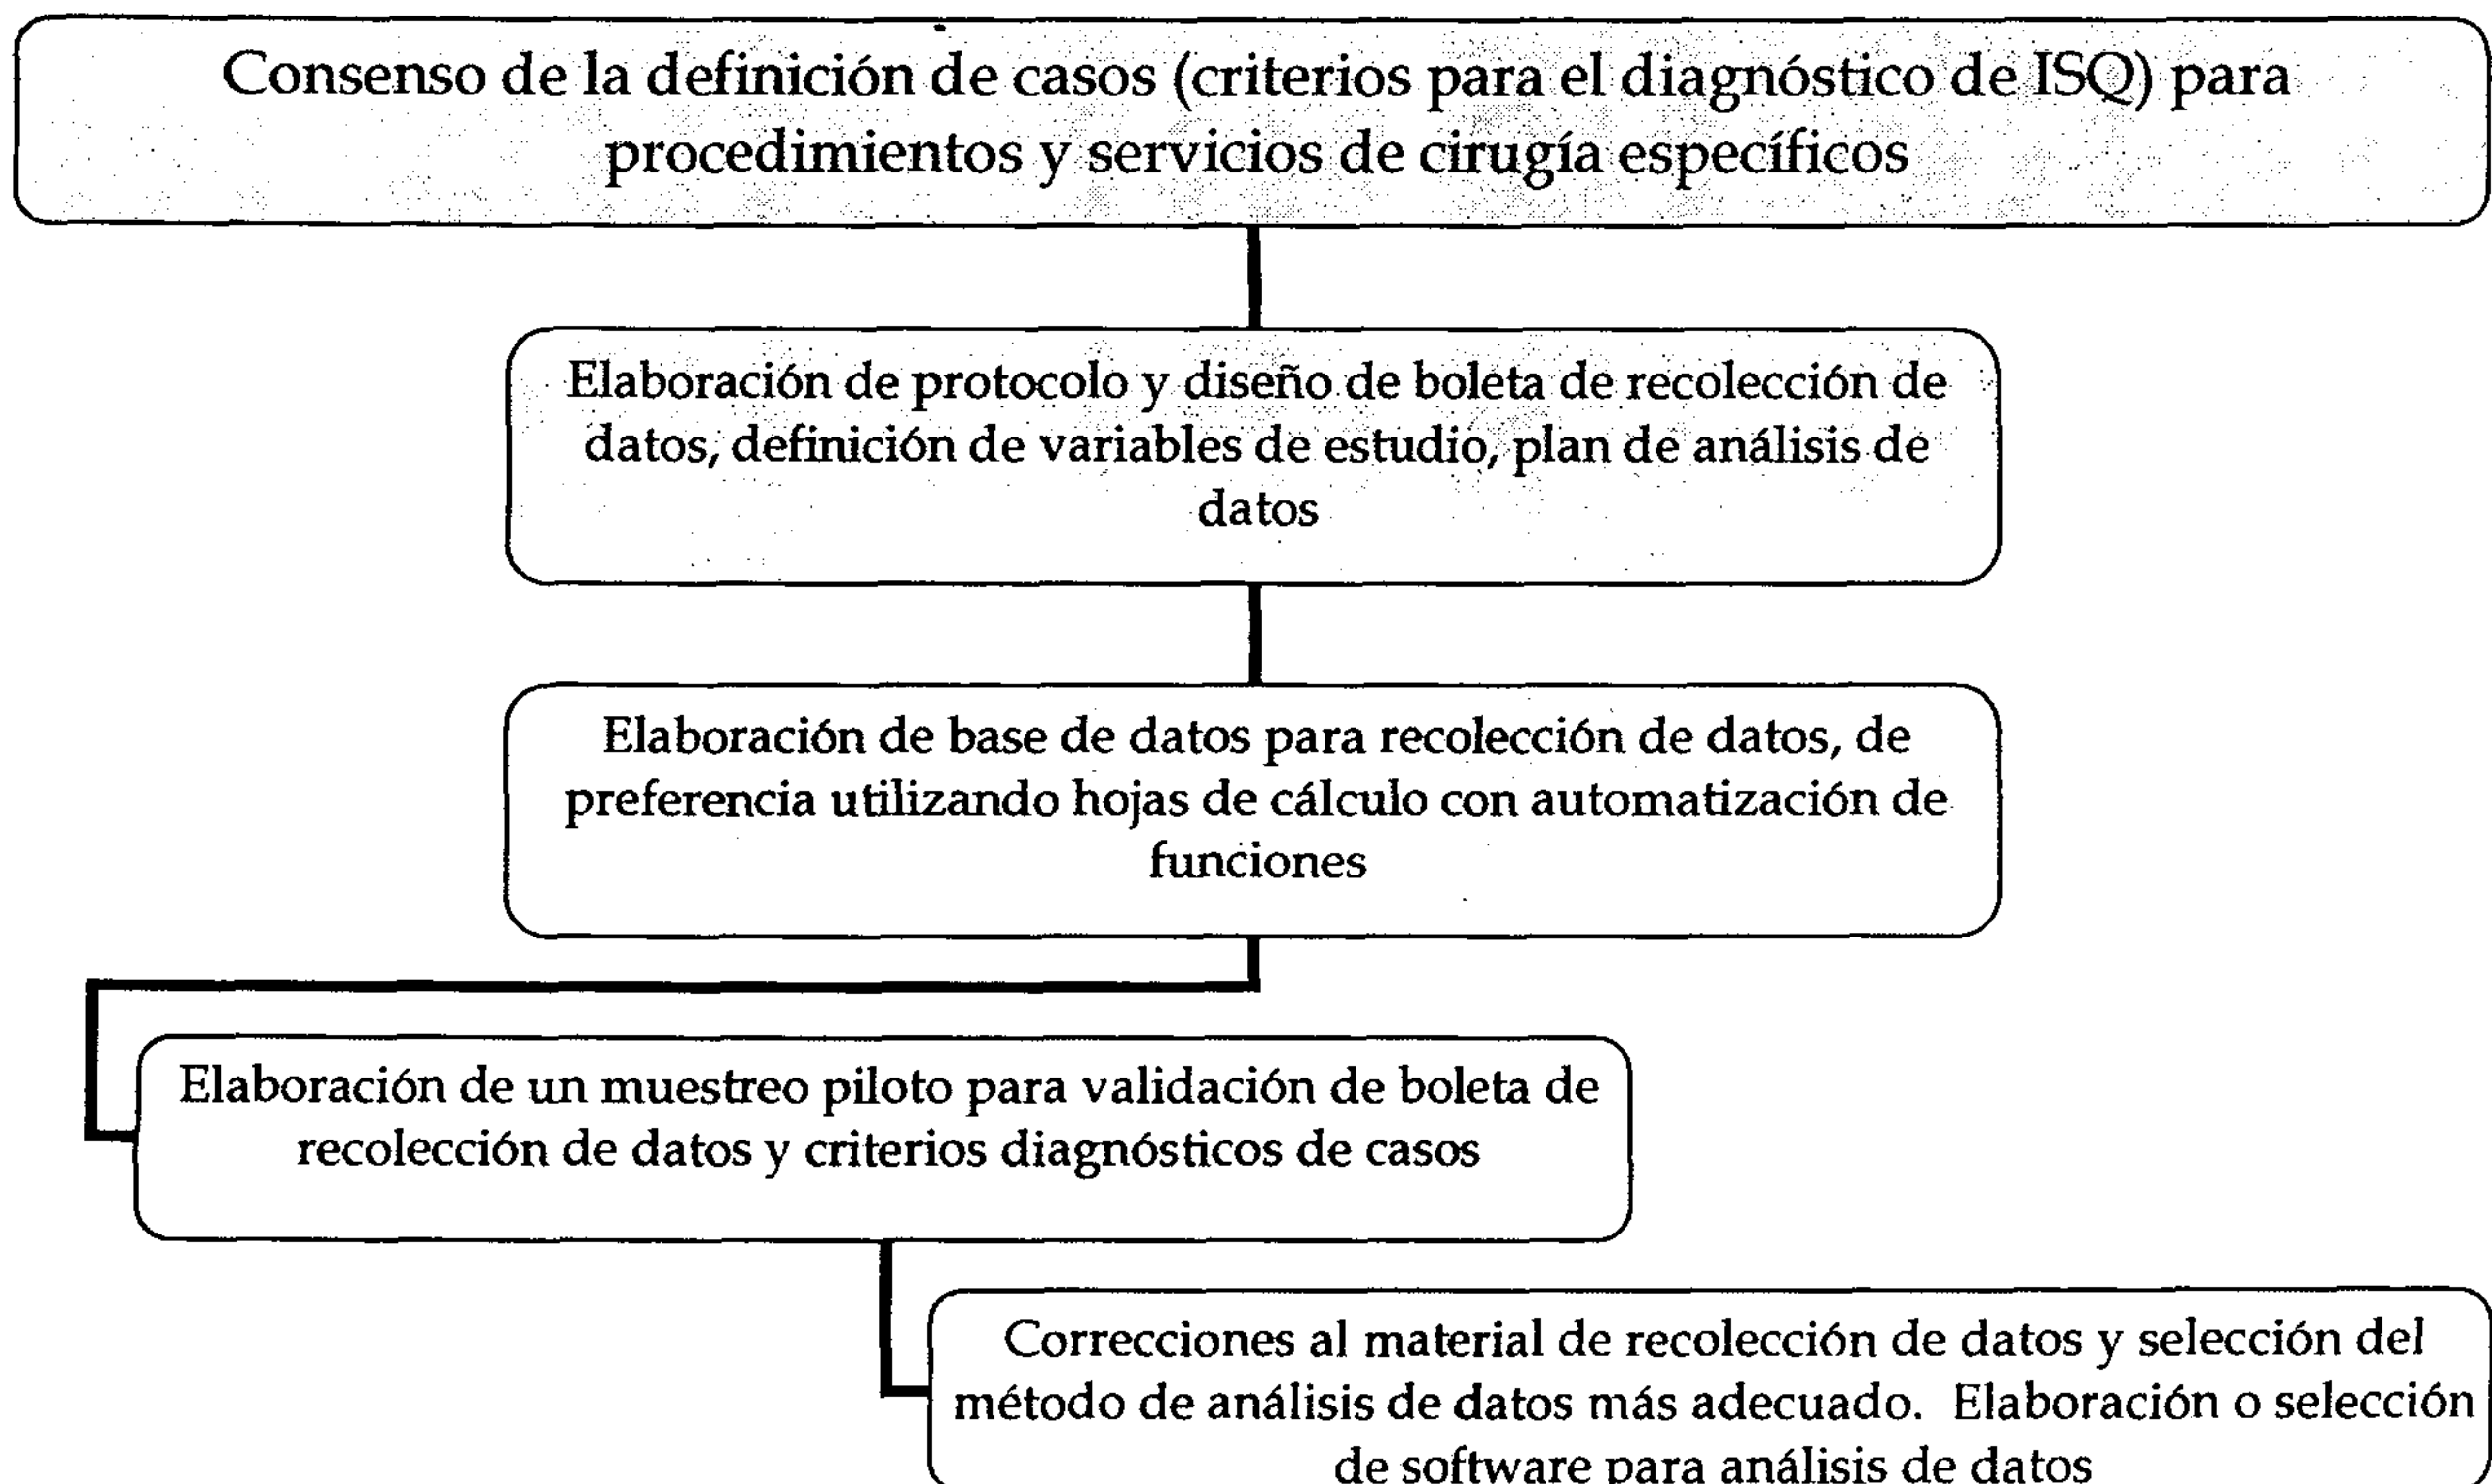 Consenso de la definición de casos (criterios para el diagnóstico de ISQ) para
procedimientos y servicios de cirugía específicos
Elaboración de protocolo y diseño de boleta de recolección de
datos, definición de variables de estudio, plan de análisis de
datos
Elaboración de base de datos para recolección de datos, de
preferencia utilizando hojas de cálculo con automatización de
funciones
Elaboración de un muestreo piloto para validación de boleta de
recolección de datos y criterios diagnósticos de casos
Correcciones al material de recolección de datos y selección del
método de análisis de datos más adecuado. Elaboración o selección
de software para análisis de datos